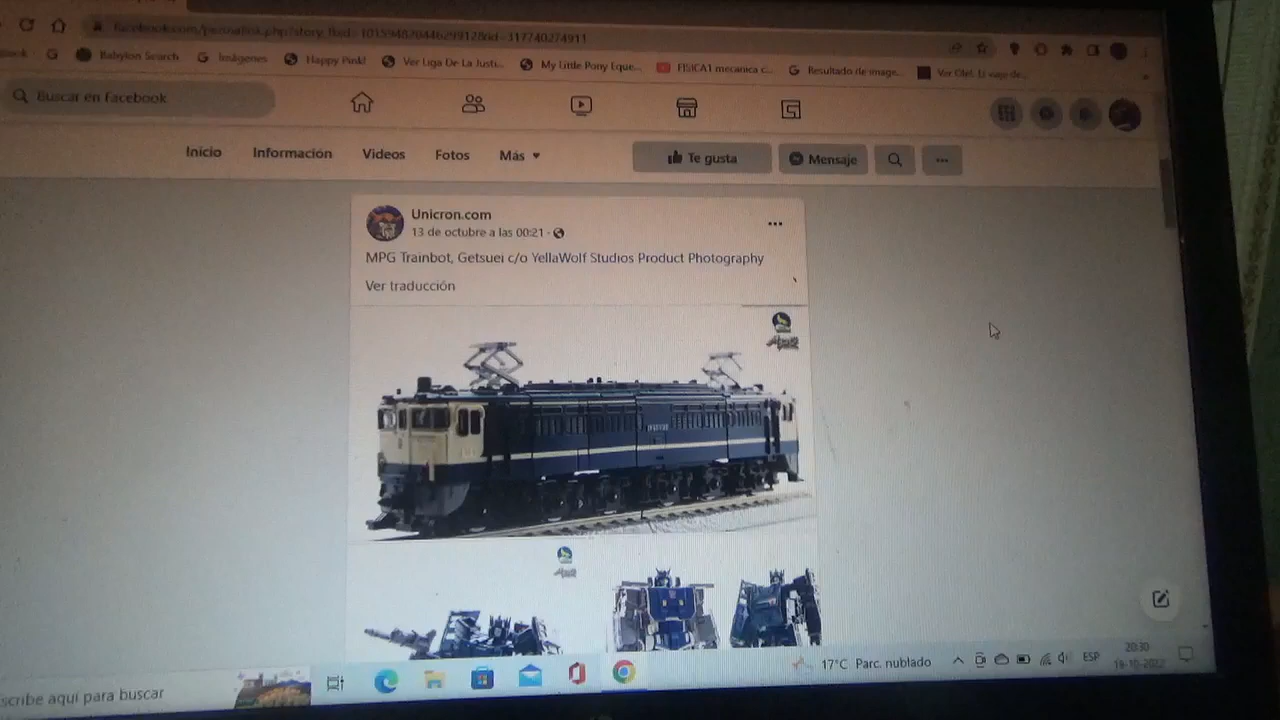 Babylon Search
Imágenes
Happy Pink!
Ver Liga De La Justi...
My Little Pony Eque...
FISICA1 mecanica c...
Resultado de image...
Buscar en Facebook
Inicio
Información
Videos
Fotos
Más
Te gusta
Mensaje
Unicron.com
13 de octubre a las 00:21
MPG Trainbot, Getsuei c/o YellaWolf Studios Product Photography
Ver traducción
17°C Parc. nublado
ESP
20:30
scribe aquí para buscar